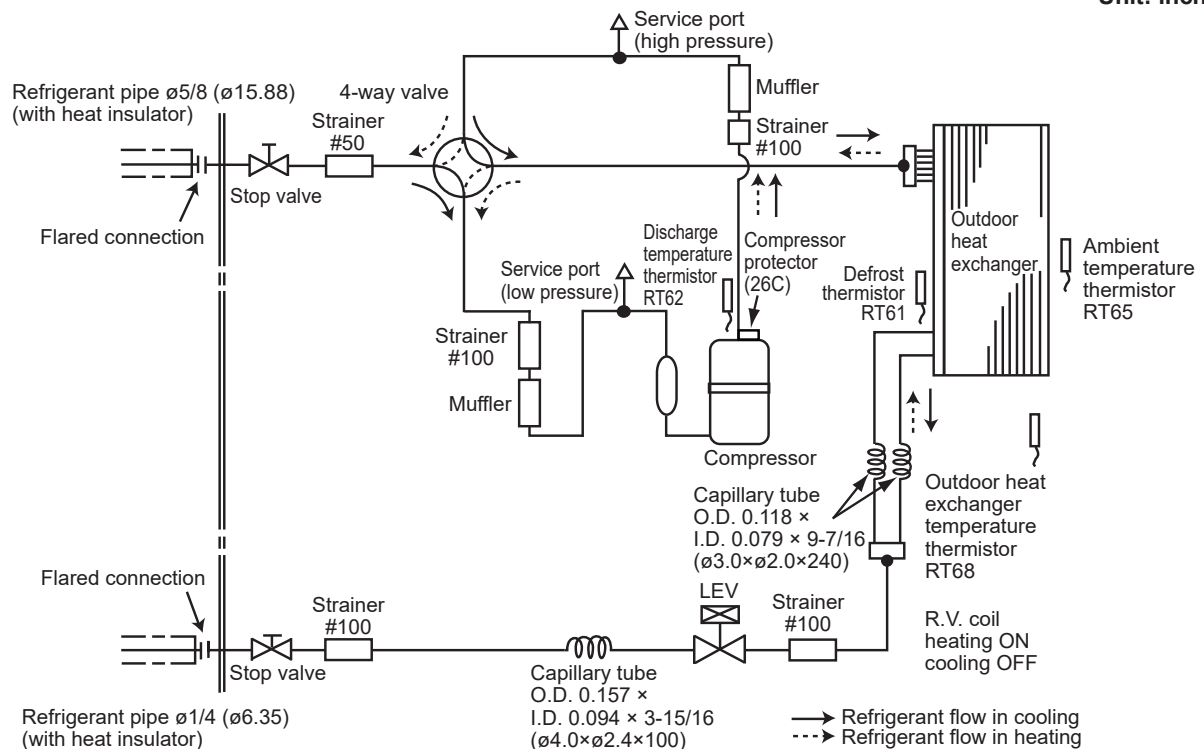 Unit: inch
Service port
(high pressure)
Refrigerant pipe ø5/8 (ø15.88)
(with heat insulator)
4-way valve
Muffler
Strainer
#50
Strainer
#100
Stop valve
Flared connection
Outdoor
heat
exchanger
Discharge
temperature
thermistor
RT62
Compressor
protector
(26C)
Service port
(low pressure)
Defrost
thermistor
RT61
Ambient
temperature
thermistor
RT65
Strainer
#100
Muffler
Compressor
Capillary tube
O.D. 0.118 ×
I.D. 0.079 × 9-7/16
(ø3.0×ø2.0×240)
Outdoor heat
exchanger
temperature
thermistor
RT68
Flared connection
Strainer
#100
LEV
Strainer
#100
R.V. coil
heating ON
cooling OFF
Stop valve
Capillary tube
O.D. 0.157 ×
I.D. 0.094 × 3-15/16
(ø4.0×ø2.4×100)
Refrigerant pipe ø1/4 (ø6.35)
(with heat insulator)
Refrigerant flow in cooling
Refrigerant flow in heating